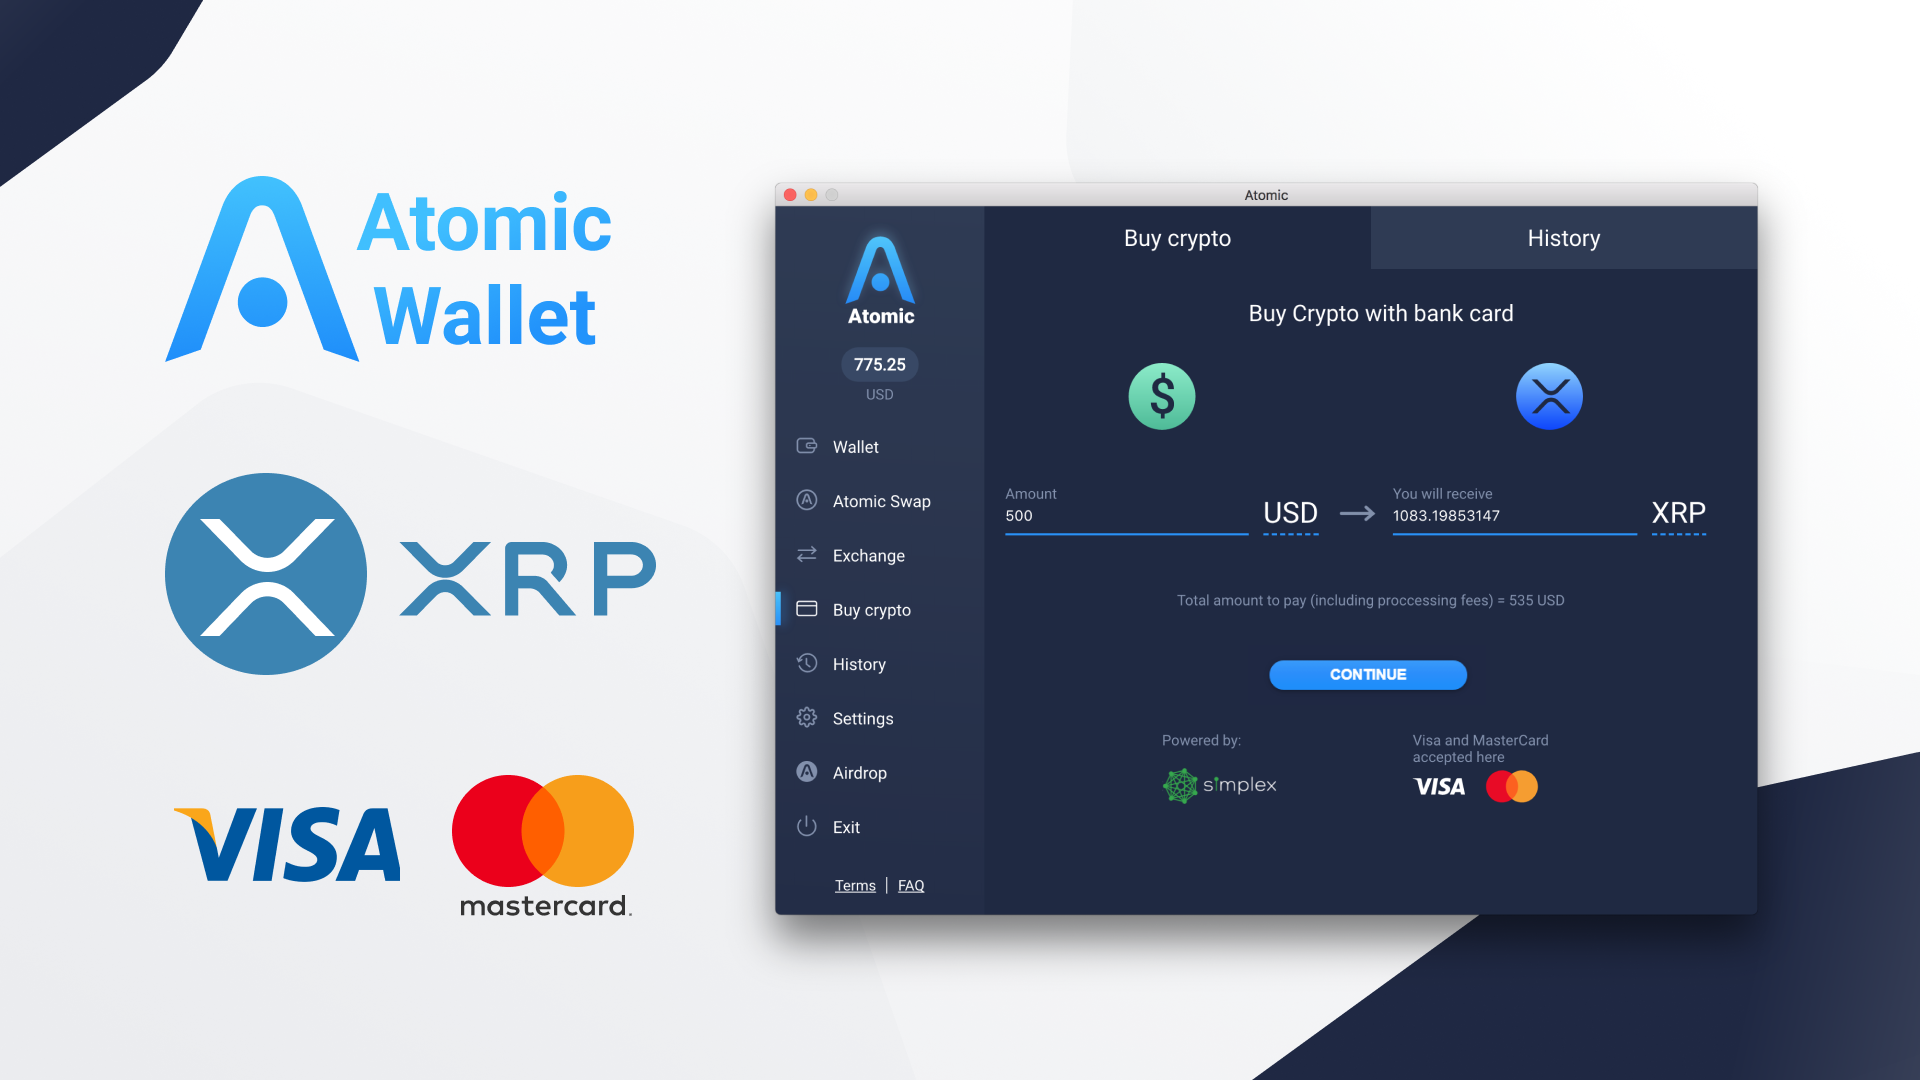 Atomic
Wallet
XRP
VISA
mastercard.
Atomic
Atomic
775.25
USD
Wallet
Atomic Swap
Exchange
Buy crypto
History
Settings
Airdrop
Exit
Terms | FAQ
Buy crypto
History
Buy Crypto with bank card
$
Amount
500
USD
You will receive
1083.19853147
XRP
Total amount to pay (including proccessing fees) = 535 USD
CONTINUE
Powered by:
simplex
Visa and MasterCard
accepted here
VISA